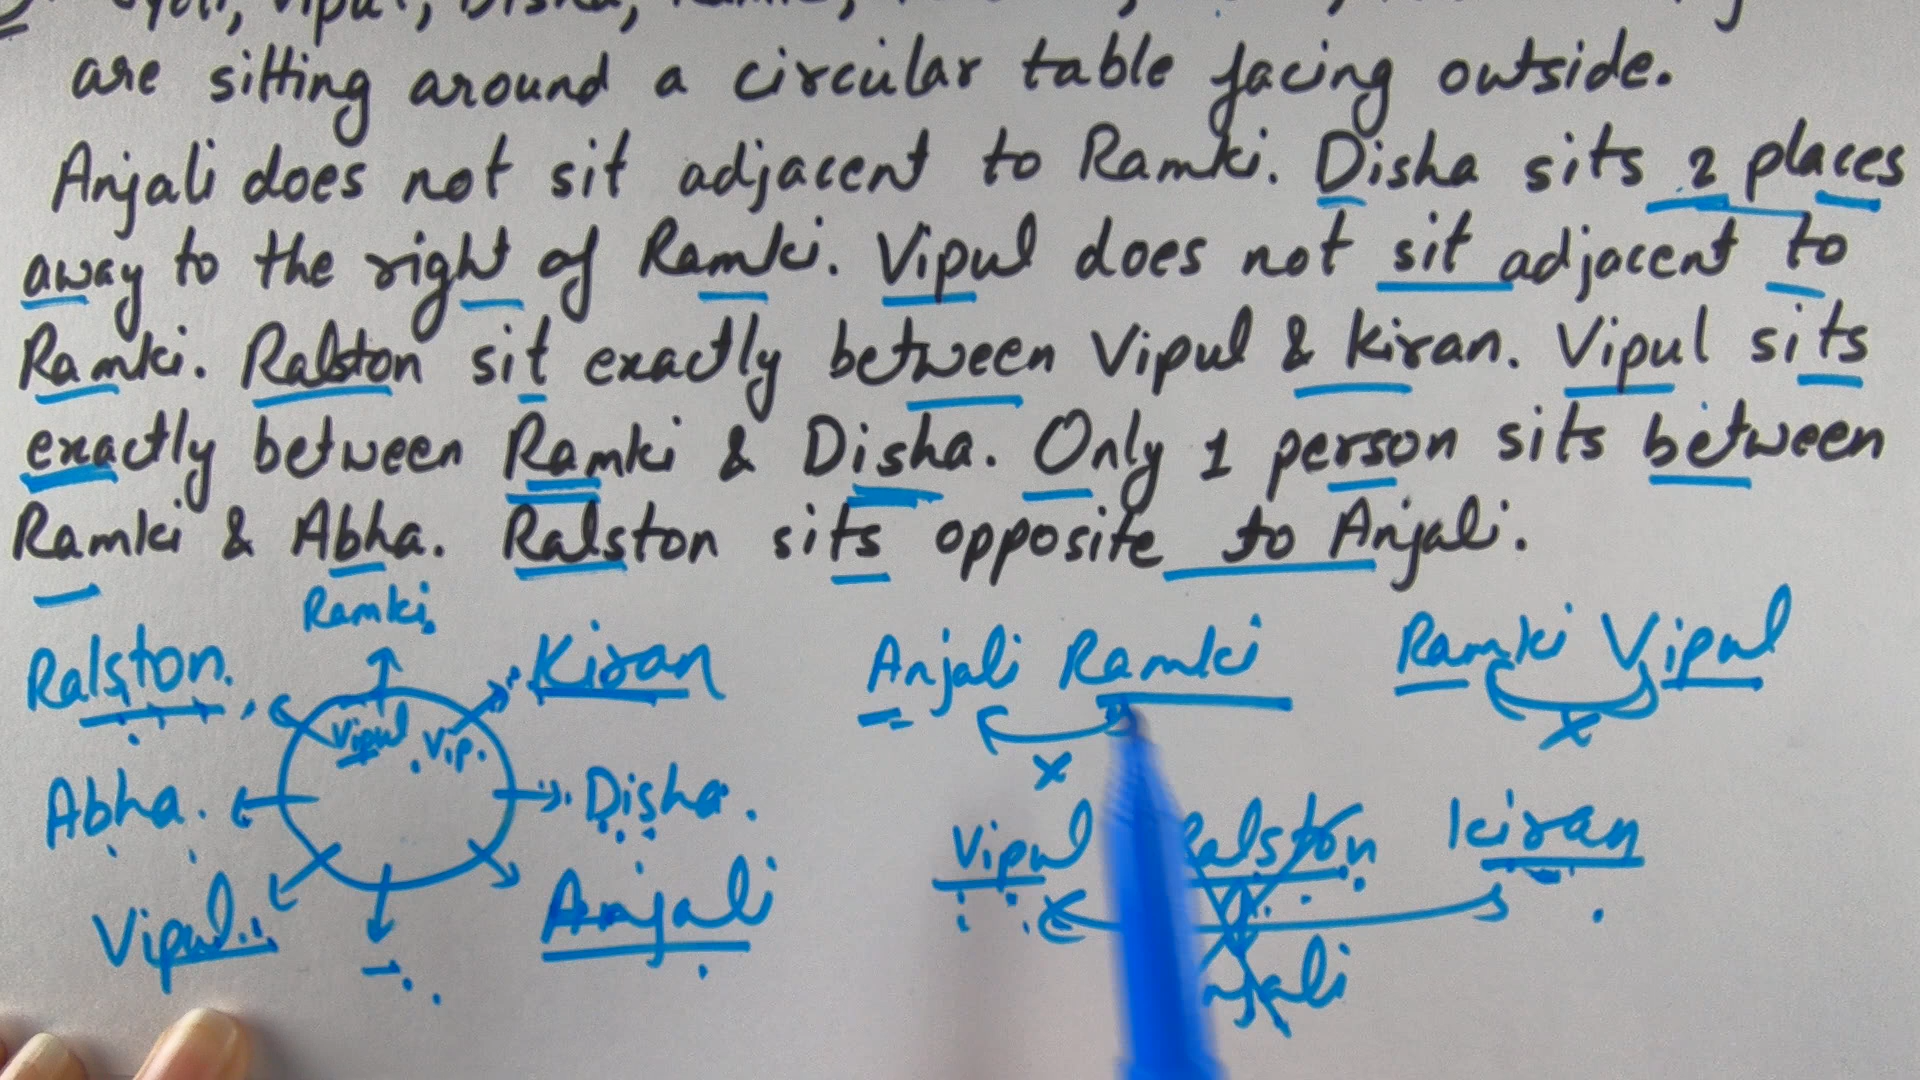 are sitting around a circular table facing outside.
Anjali does not sit adjacent to Ramki. Disha sits 2 places
away to the right of Ramki. Vipul does not sit adjacent to
Ramki. Ralston sit exactly between Vipul & Kiran. Vipul sits
exactly between Ramki & Disha. Only 1 person sits between
Ramki & Abha. Ralston sits opposite to Anjali.
Ramki
Ralston. Kiran
Vipul Vip.
Abha. Disha.
Vipul Anjali
Anjali Ramki
Ramki Vipul
Vipul Kiran